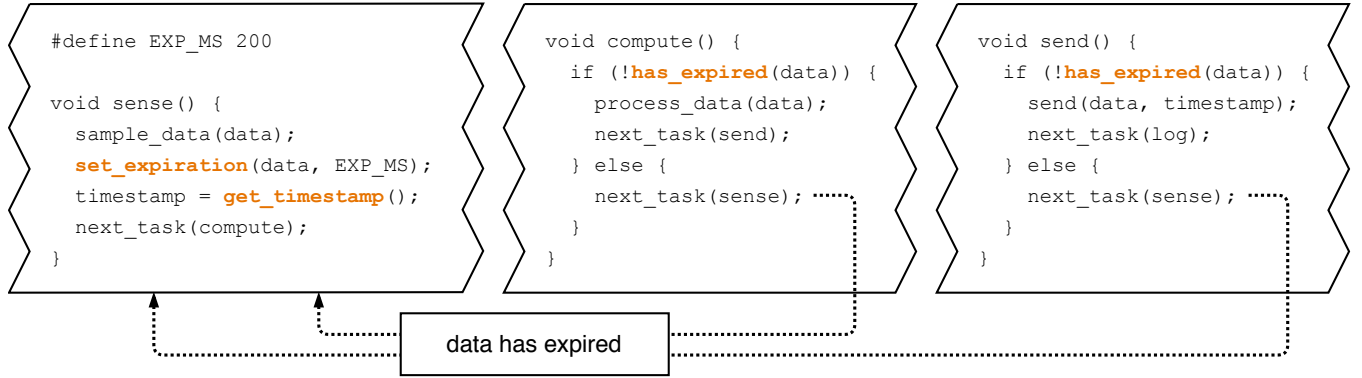 #define EXP_MS 200
void sense() {
sample_data(data);
set_expiration(data, EXP_MS);
timestamp = get_timestamp();
next_task(compute);
}
void compute() {
if (!has_expired(data)) {
process_data(data);
next_task(send);
} else {
next_task(sense);
}
}
void send() {
if (!has_expired(data)) {
send(data, timestamp);
next_task(log);
} else {
next_task(sense);
}
}
data has expired